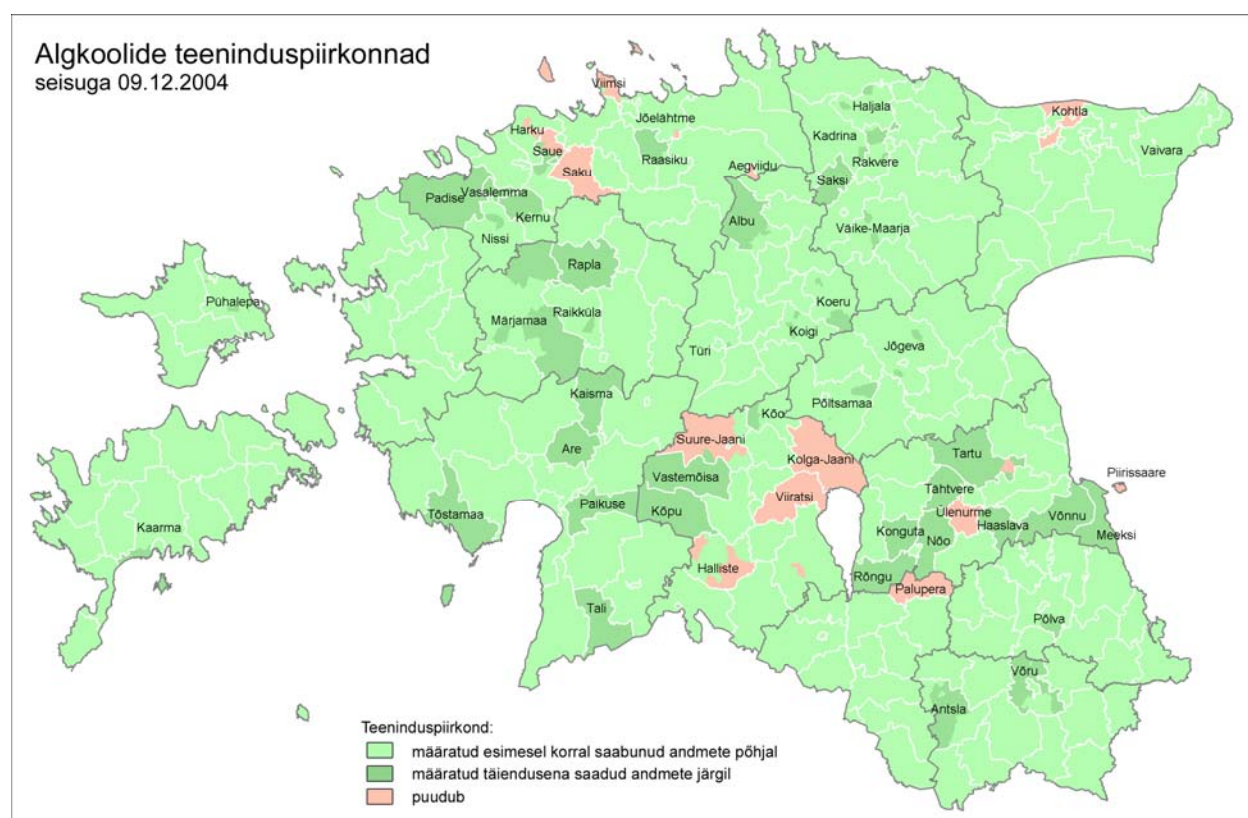 Algkoolide teeninduspiirkonnad
seisuga 09.12.2004
Viimsi
Haljala
Kohtla
Jõelähtme
Harku
Kadrina
Vaivara
Saue
Raasiku
Rakvere
Aegviidu
Saku
Saksi
Vasalemma
Padise
Kernu
Albu
Väike-Maarja
Nissi
Rapla
Pühalepa
Koeru
Raikküla
Märjamaa
Koigi
Jõgeva
Türi
Kaisma
Põltsamaa
Kõo
Suure-Jaani
Are
Kolga-Jaani
Tartu
Piirissaare
Vastemõisa
Tähtvere
Viiratsi
Paikuse
Kõpu
Ülenurme
Tõstamaa
Võnnu
Kaarma
Konguta
Haaslava
Meeksi
Nõo
Halliste
Rõngu
Palupera
Tali
Põlva
Võru
Antsla
Teeninduspiirkond:
määratud esimesel korral saabunud andmete põhjal
määratud täiendusena saadud andmete järgil
puudub